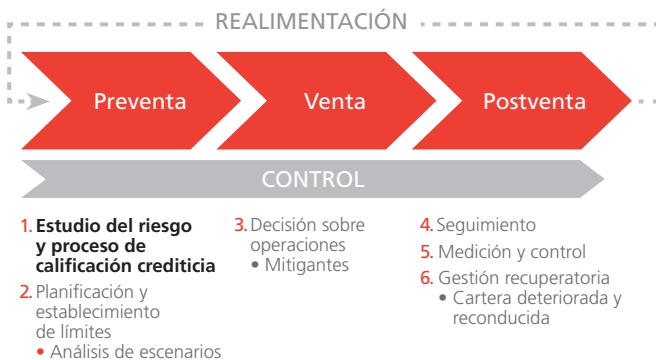 REALIMENTACIÓN
Preventa
Venta
Postventa
CONTROL
1. Estudio del riesgo
y proceso de
calificación crediticia
2. Planificación y
establecimiento
de límites
• Análisis de escenarios
3. Decisión sobre
operaciones
• Mitigantes
4. Seguimiento
5. Medición y control
6. Gestión recuperatoria
• Cartera deteriorada y
reconducida